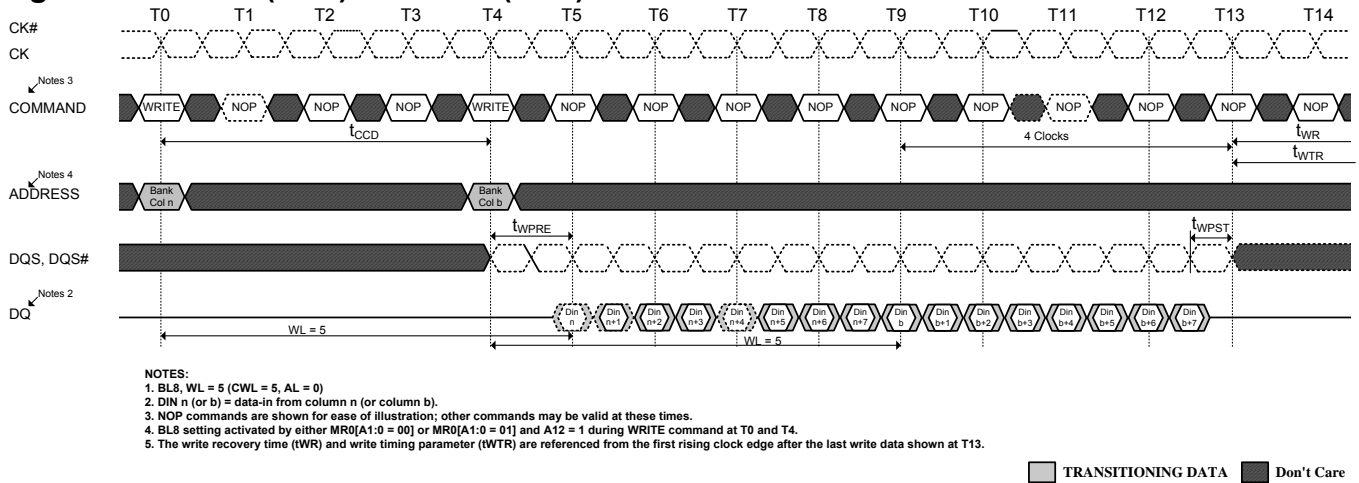 T0 T1 T2 T3 T4 T5 T6 T7 T8 T9 T10 T11 T12 T13 T14
CK#
CK
Notes 3
COMMAND
WRITE NOP NOP NOP WRITE NOP NOP NOP NOP NOP NOP NOP NOP NOP NOP
tCCD
4 Clocks
tWR
tWTR
Notes 4
ADDRESS
Bank Col n
Bank Col b
tWPRE
tWPST
DQS, DQS#
Notes 2
DQ
Din n
Din n+1
Din n+2
Din n+3
Din n+4
Din n+5
Din n+6
Din n+7
Din b
Din b+1
Din b+2
Din b+3
Din b+4
Din b+5
Din b+6
Din b+7
WL = 5
WL = 5
NOTES:
1. BL8, WL = 5 (CWL = 5, AL = 0)
2. DIN n (or b) = data-in from column n (or column b).
3. NOP commands are shown for ease of illustration; other commands may be valid at these times.
4. BL8 setting activated by either MR0[A1:0 = 00] or MR0[A1:0 = 01] and A12 = 1 during WRITE command at T0 and T4.
5. The write recovery time (tWR) and write timing parameter (tWTR) are referenced from the first rising clock edge after the last write data shown at T13.
TRANSITIONING DATA
Don't Care